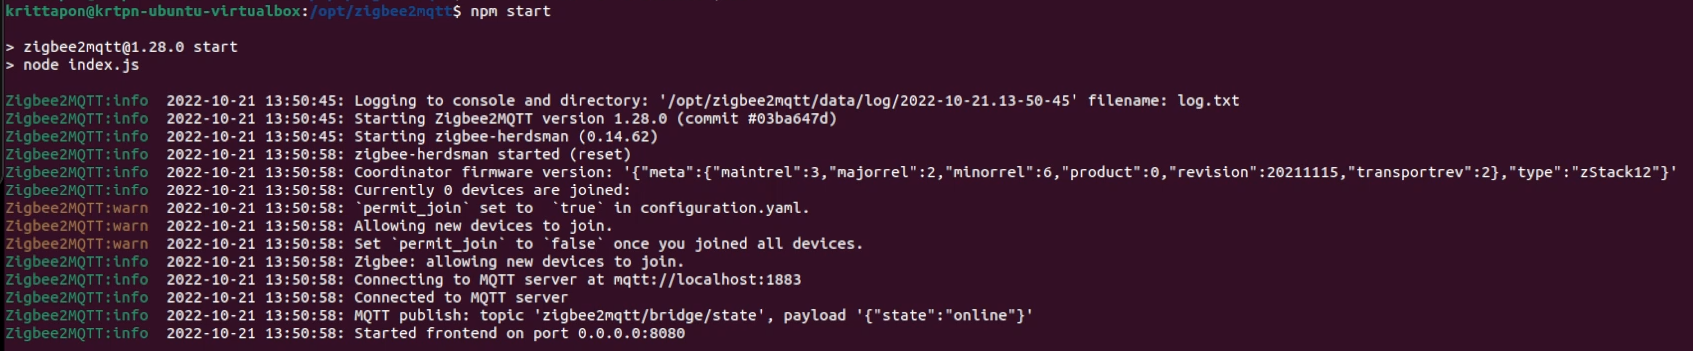 krittapon@krtpn-ubuntu-virtualbox:/opt/zigbee2mqtt$ npm start
> zigbee2mqtt@1.28.0 start
> node index.js
Zigbee2MQTT:info  2022-10-21 13:50:45: Logging to console and directory: '/opt/zigbee2mqtt/data/log/2022-10-21.13-50-45' filename: log.txt
Zigbee2MQTT:info  2022-10-21 13:50:45: Starting Zigbee2MQTT version 1.28.0 (commit #03ba647d)
Zigbee2MQTT:info  2022-10-21 13:50:45: Starting zigbee-herdsman (0.14.62)
Zigbee2MQTT:info  2022-10-21 13:50:58: zigbee-herdsman started (reset)
Zigbee2MQTT:info  2022-10-21 13:50:58: Coordinator firmware version: '{"meta":{"maintrel":3,"majorrel":2,"minorrel":6,"product":0,"revision":20211115,"transportrev":2},"type":"zStack12"}'
Zigbee2MQTT:info  2022-10-21 13:50:58: Currently 0 devices are joined:
Zigbee2MQTT:warn  2022-10-21 13:50:58: `permit_join` set to  `true` in configuration.yaml.
Zigbee2MQTT:warn  2022-10-21 13:50:58: Allowing new devices to join.
Zigbee2MQTT:warn  2022-10-21 13:50:58: Set `permit_join` to `false` once you joined all devices.
Zigbee2MQTT:info  2022-10-21 13:50:58: Zigbee: allowing new devices to join.
Zigbee2MQTT:info  2022-10-21 13:50:58: Connecting to MQTT server at mqtt://localhost:1883
Zigbee2MQTT:info  2022-10-21 13:50:58: Connected to MQTT server
Zigbee2MQTT:info  2022-10-21 13:50:58: MQTT publish: topic 'zigbee2mqtt/bridge/state', payload '{"state":"online"}'
Zigbee2MQTT:info  2022-10-21 13:50:58: Started frontend on port 0.0.0.0:8080